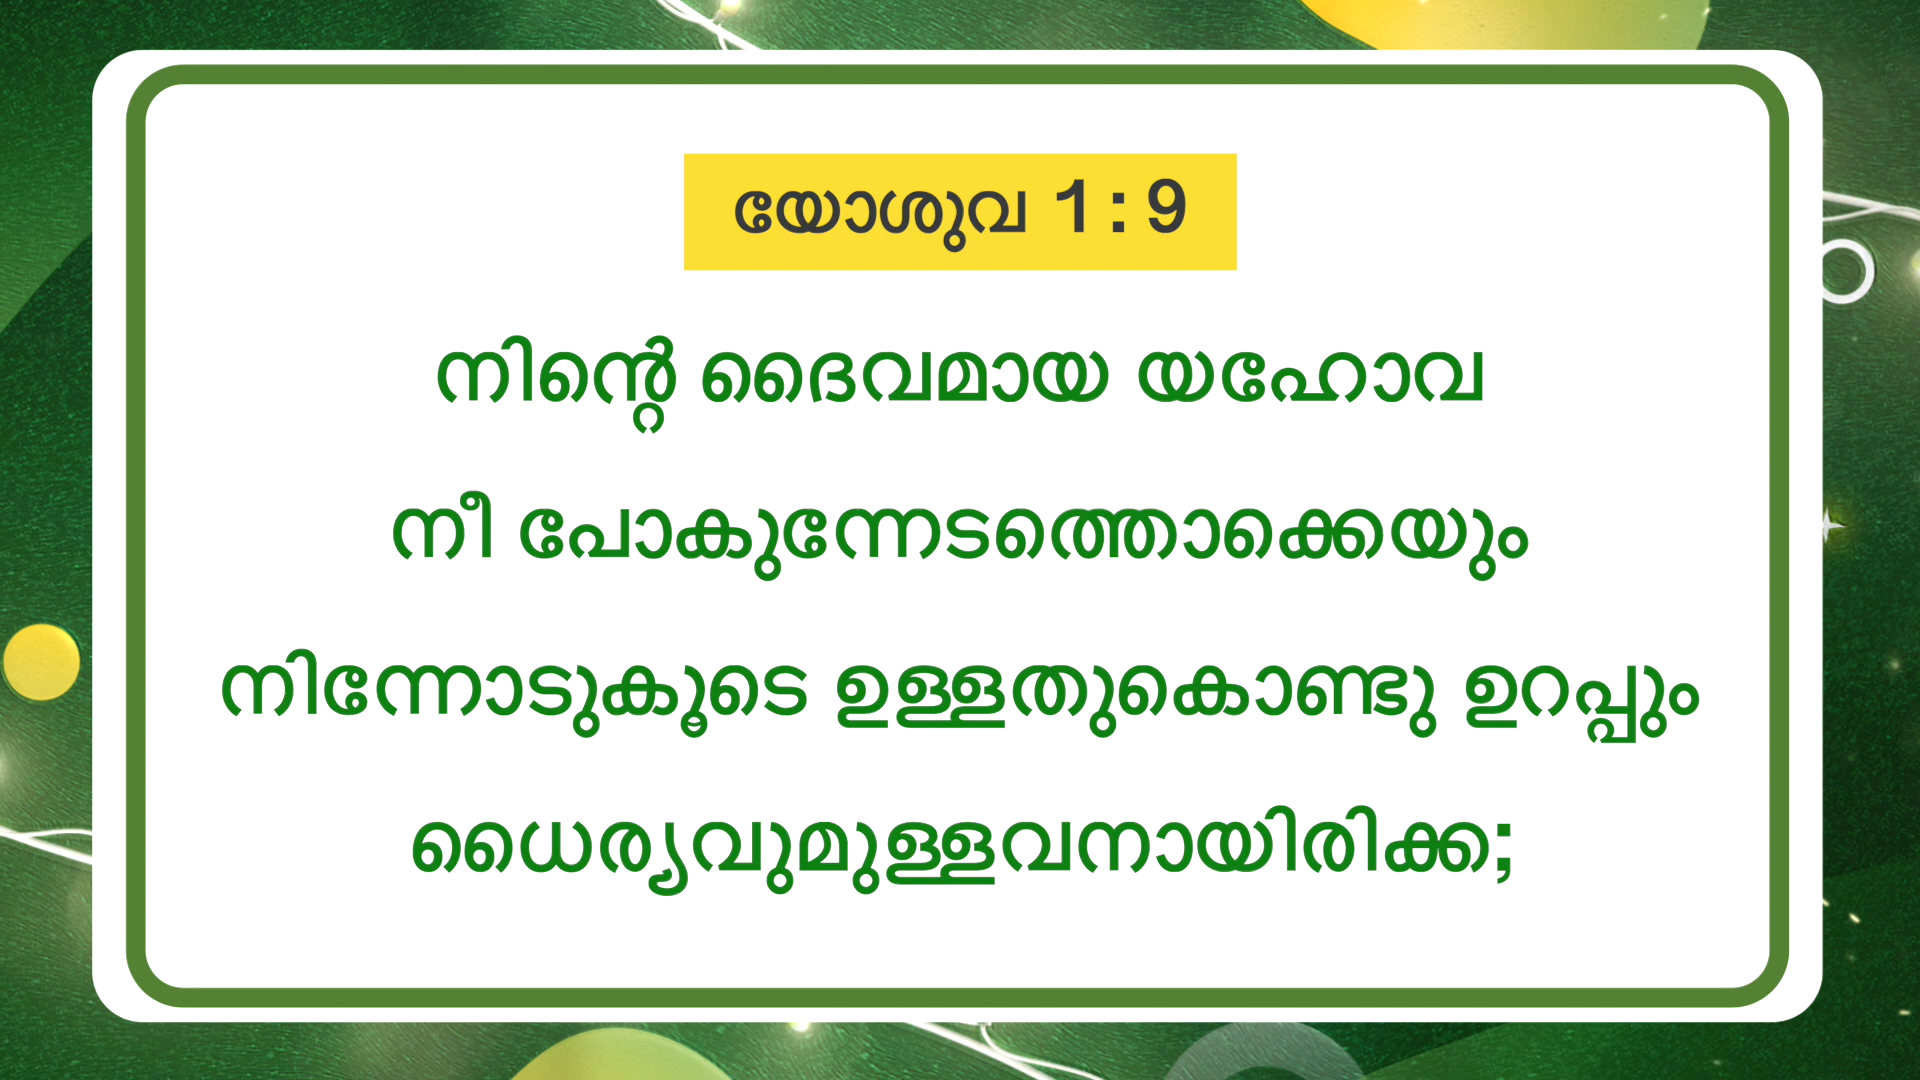 യോശുവ 1 : 9
നിന്റെ ദൈവമായ യഹോവ
നീ പോകുന്നേടത്തൊക്കെയും
നിന്നോടുകൂടെ ഉള്ളതുകൊണ്ടു ഉറപ്പും
ധൈര്യവുമുള്ളവനായിരിക്ക;